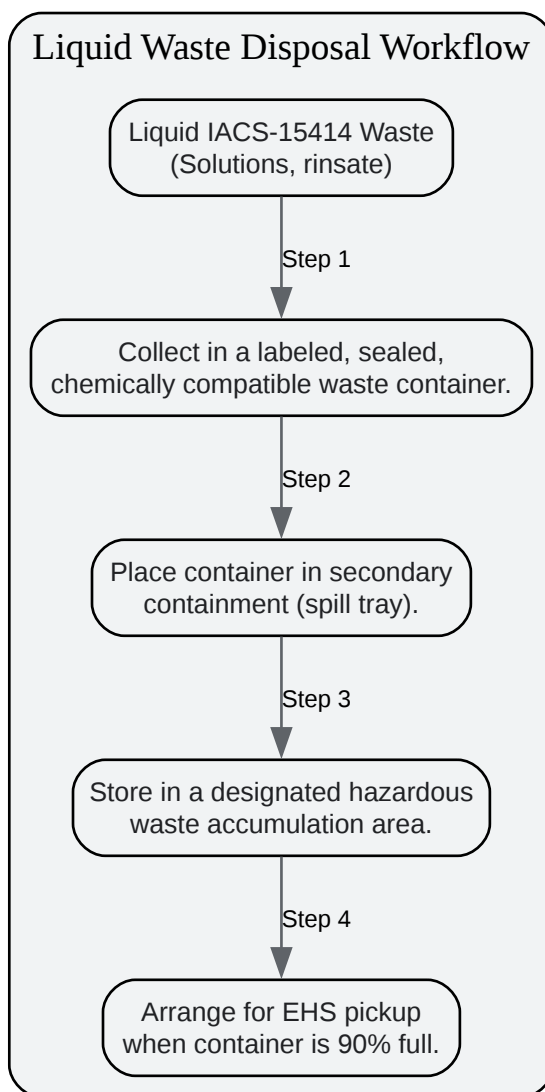 Liquid Waste Disposal Workflow
Liquid IACS-15414 Waste
(Solutions, rinsate)
Step 1
Collect in a labeled, sealed,
chemically compatible waste container.
Step 2
Place container in secondary
containment (spill tray).
Step 3
Store in a designated hazardous
waste accumulation area.
Step 4
Arrange for EHS pickup
when container is 90% full.